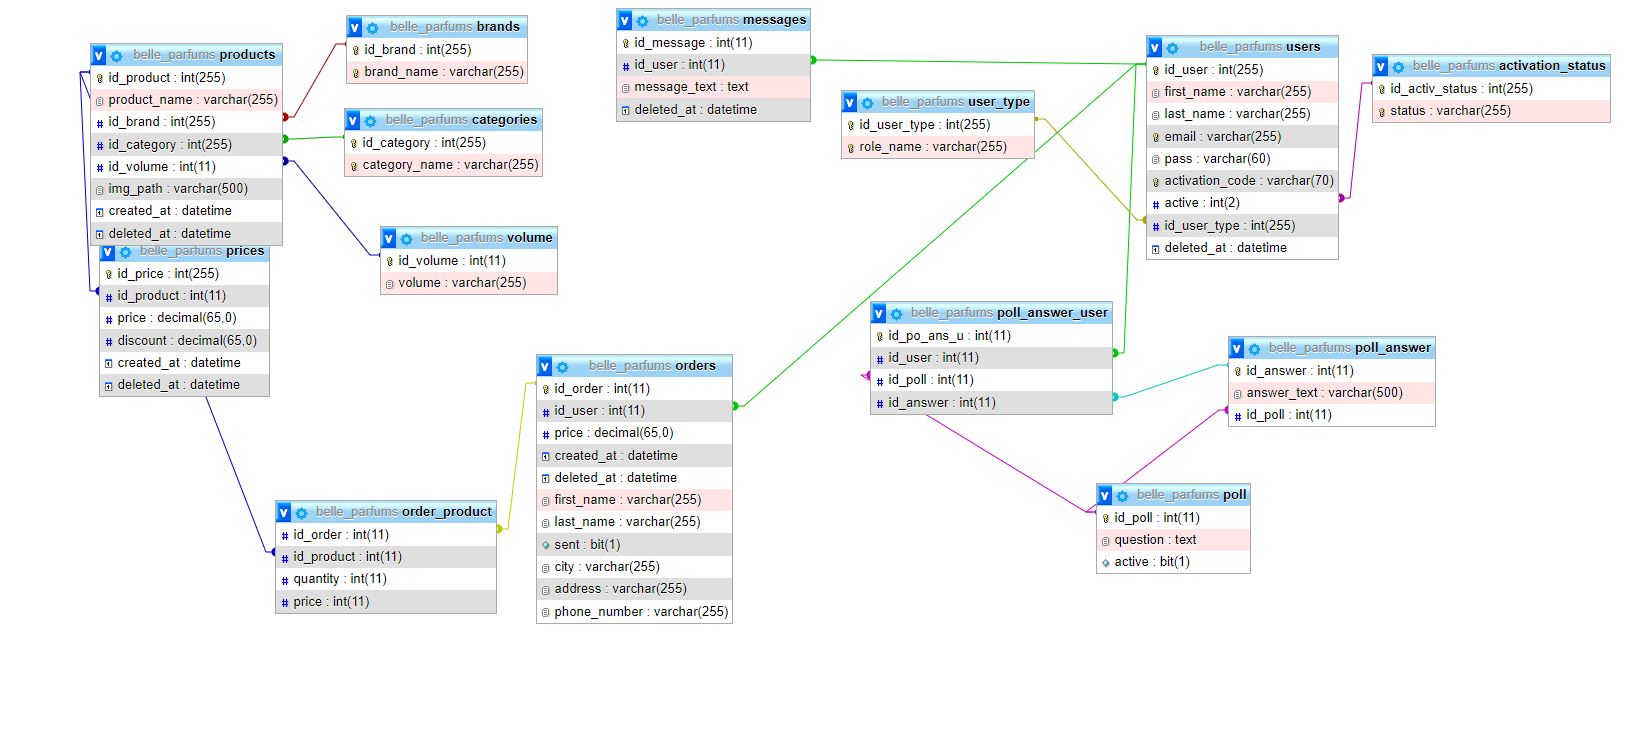 belle_parfums products
id_product : int(255)
product_name : varchar(255)
id_brand : int(255)
id_category : int(255)
id_volume : int(11)
img_path : varchar(500)
created_at : datetime
deleted_at : datetime
belle_parfums prices
id_price : int(255)
id_product : int(11)
price : decimal(65,0)
discount : decimal(65,0)
created_at : datetime
deleted_at : datetime
belle_parfums brands
id_brand : int(255)
brand_name : varchar(255)
belle_parfums categories
id_category : int(255)
category_name : varchar(255)
belle_parfums volume
id_volume : int(11)
volume : varchar(255)
belle_parfums order_product
id_order : int(11)
id_product : int(11)
quantity : int(11)
price : int(11)
belle_parfums orders
id_order : int(11)
id_user : int(11)
price : decimal(65,0)
created_at : datetime
deleted_at : datetime
first_name : varchar(255)
last_name : varchar(255)
sent : bit(1)
city : varchar(255)
address : varchar(255)
phone_number : varchar(255)
belle_parfums messages
id_message : int(11)
id_user : int(11)
message_text : text
deleted_at : datetime
belle_parfums user_type
id_user_type : int(255)
role_name : varchar(255)
belle_parfums users
id_user : int(255)
first_name : varchar(255)
last_name : varchar(255)
email : varchar(255)
pass : varchar(60)
activation_code : varchar(70)
active : int(2)
id_user_type : int(255)
deleted_at : datetime
belle_parfums activation_status
id_activ_status : int(255)
status : varchar(255)
belle_parfums poll_answer_user
id_po_ans_u : int(11)
id_user : int(11)
id_poll : int(11)
id_answer : int(11)
belle_parfums poll_answer
id_answer : int(11)
answer_text : varchar(500)
id_poll : int(11)
belle_parfums poll
id_poll : int(11)
question : text
active : bit(1)